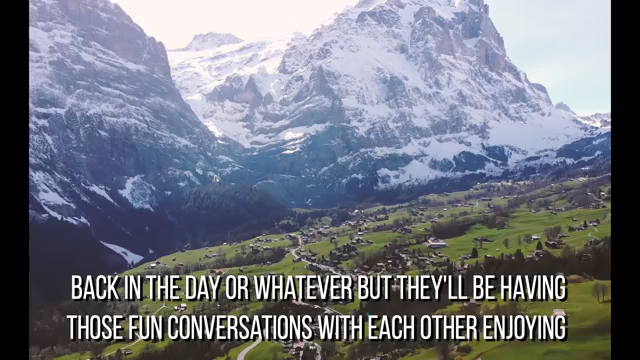 BACK IN THE DAY OR WHATEVER BUT THEY'LL BE HAVING
THOSE FUN CONVERSATIONS WITH EACH OTHER ENJOYING